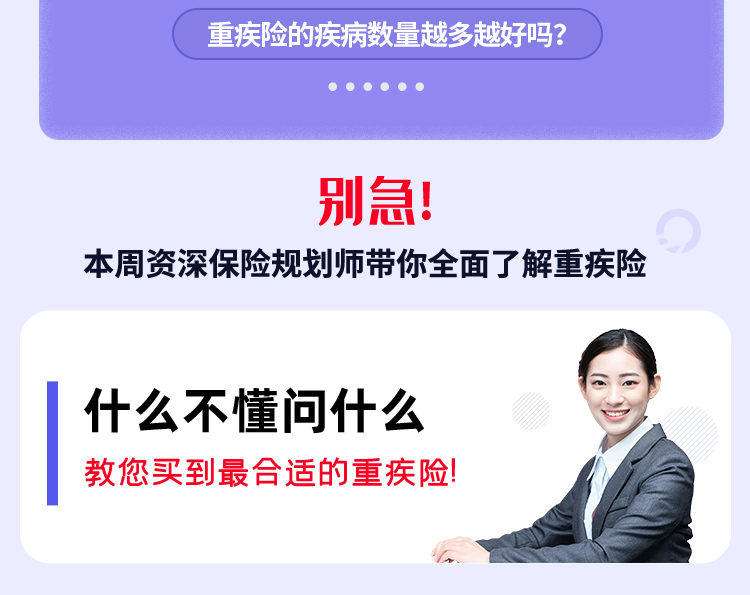 重疾险的疾病数量越多越好吗？
别急!
本周资深保险规划师带你全面了解重疾险
什么不懂问什么
教您买到最合适的重疾险!